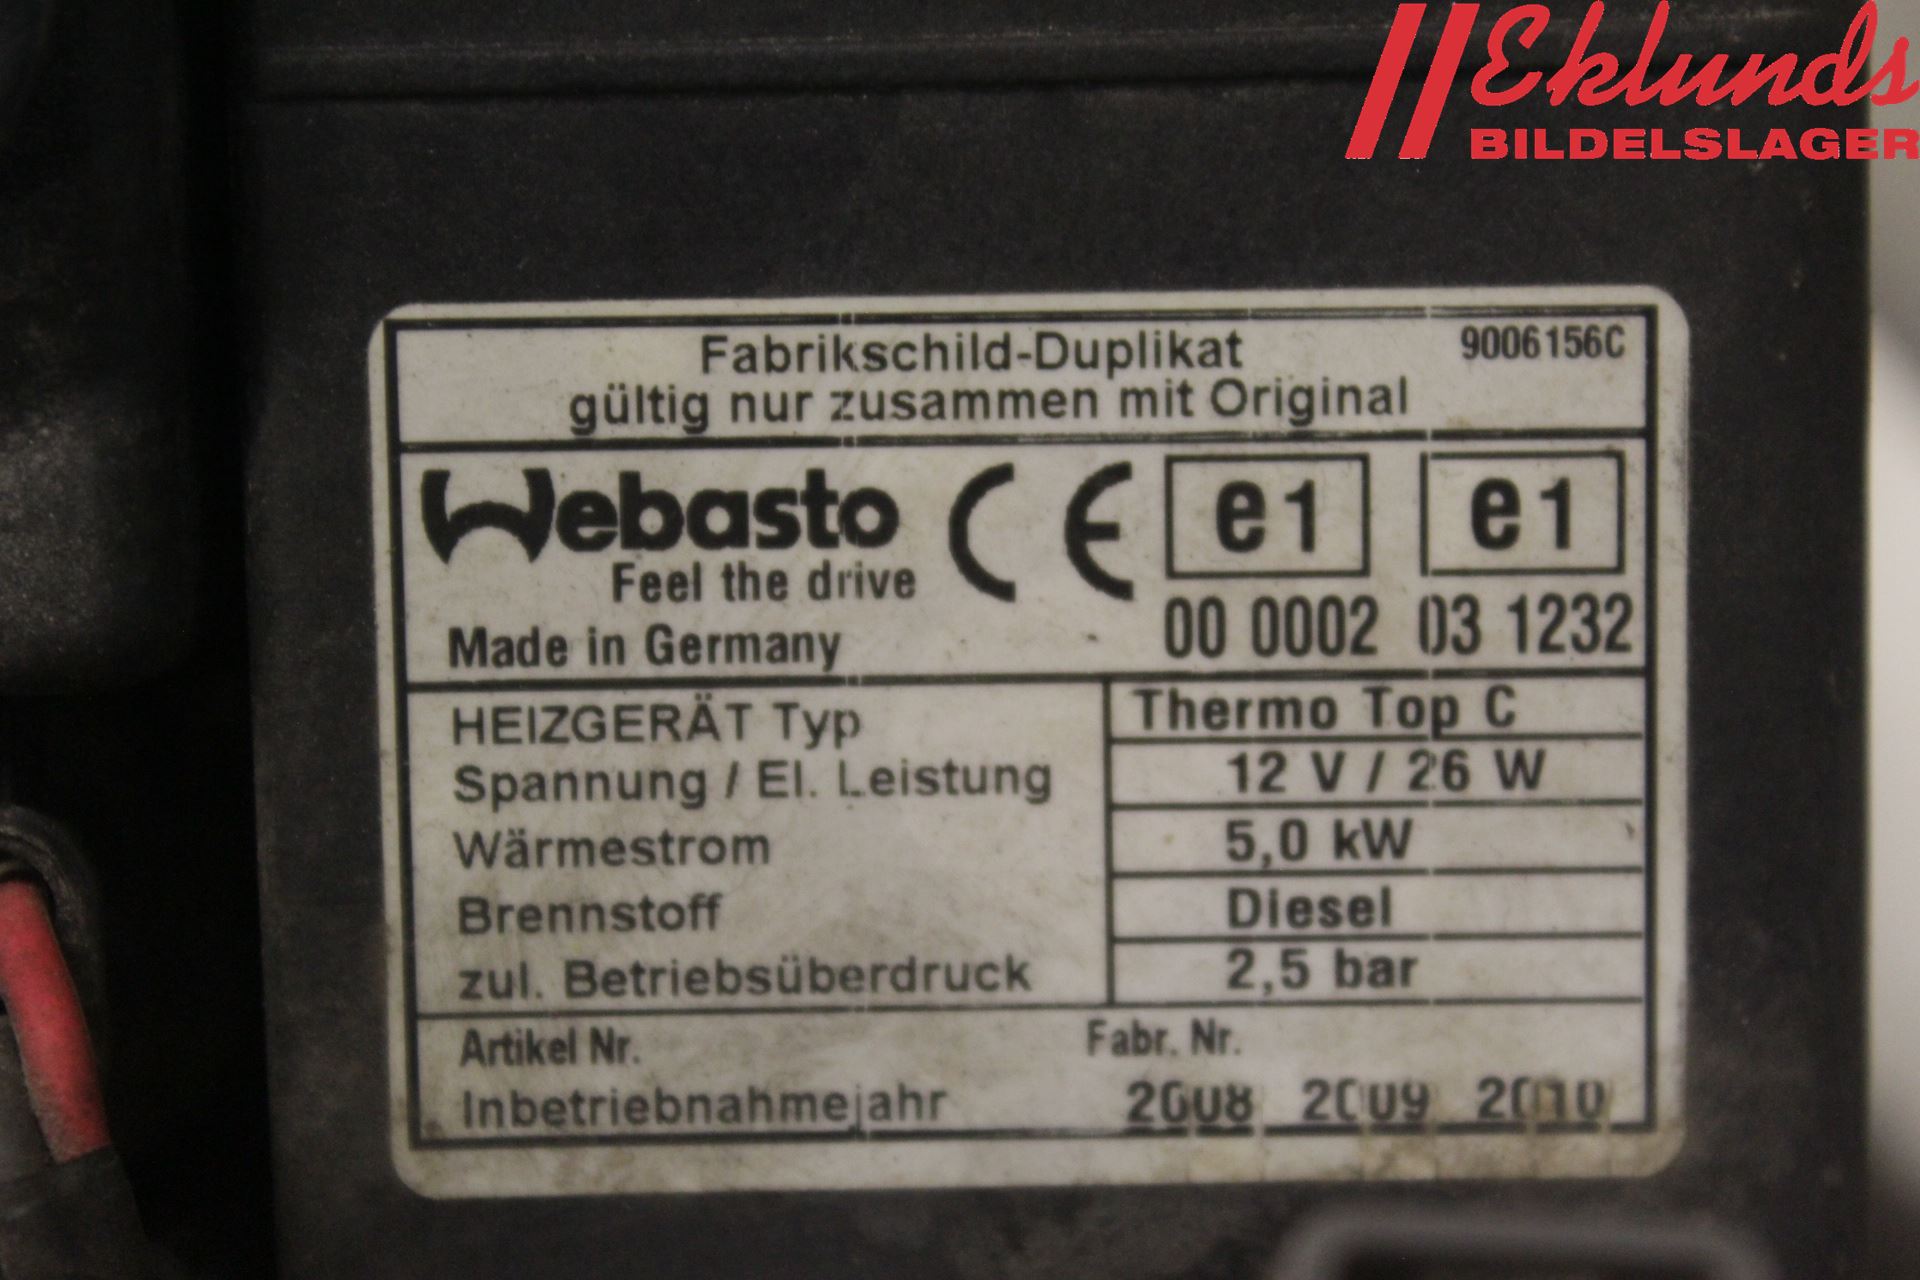 Eklunds
BILDELSLAGER
Fabrikschild-Duplikat 9006156C
gültig nur zusammen mit Original
Webasto CE e1 e1
Feel the drive
Made in Germany 00 0002 03 1232
HEIZGERÄT Typ Thermo Top C
Spannung / El. Leistung 12 V / 26 W
Wärmestrom 5,0 kW
Brennstoff Diesel
zul. Betriebsüberdruck 2,5 bar
Artikel Nr. Fabr. Nr.
Inbetriebnahmejahr 2008 2009 2010